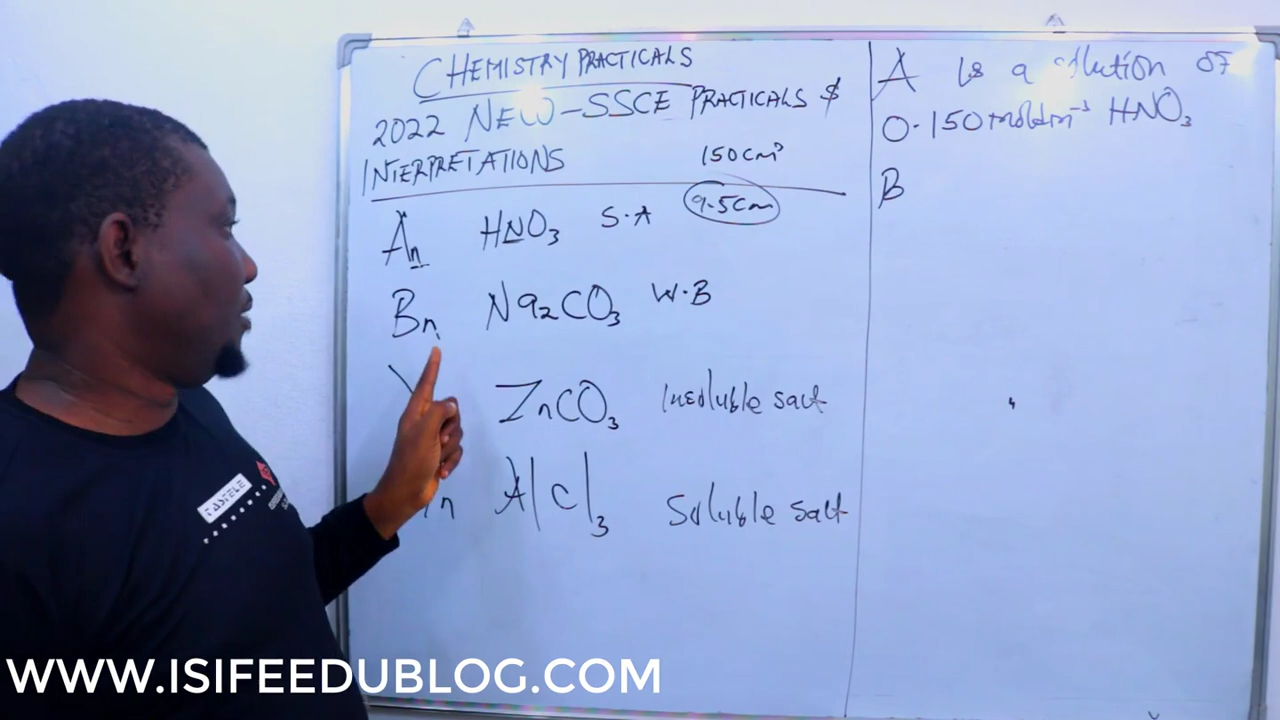 CHEMISTRY PRACTICALS
2022 NEW-SSCE PRACTICALS &
INTERPRETATIONS
150cm³
An HNO₃ S.A 9.5cm
Bn Na₂CO₃ W.B
ZnCO₃ Insoluble salt
n AlCl₃ Soluble salt
A Is a solution of
0.150moldm⁻³ HNO₃
B
WWW.ISIFEEDUBLOG.COM